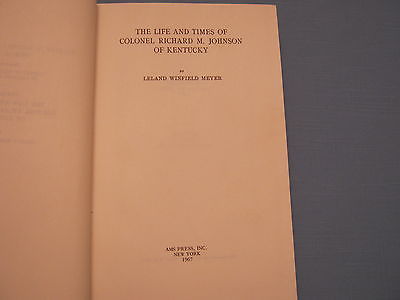 THE LIFE AND TIMES OF
COLONEL RICHARD M. JOHNSON
OF KENTUCKY
BY
LELAND WINFIELD MEYER
AMS PRESS, INC.
NEW YORK
1967